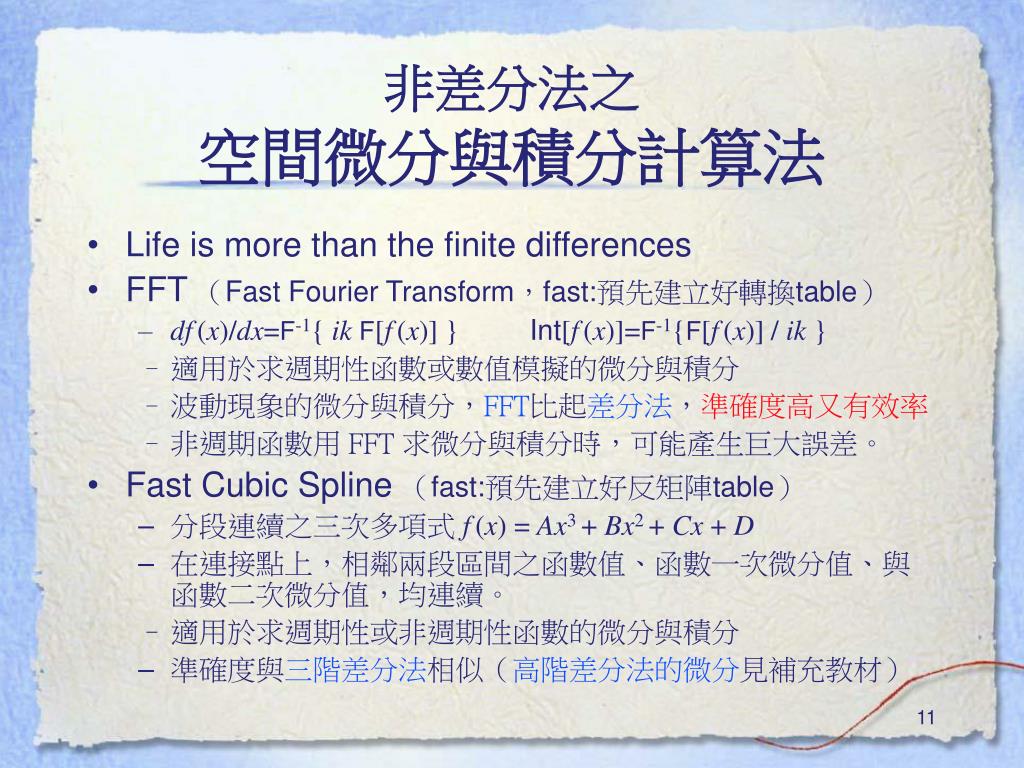 非差分法之
空間微分與積分計算法
• Life is more than the finite differences
• FFT （Fast Fourier Transform，fast:預先建立好轉換table）
– df(x)/dx=F⁻¹{ ik F[f(x)] } Int[f(x)]=F⁻¹{F[f(x)] / ik }
– 適用於求週期性函數或數值模擬的微分與積分
– 波動現象的微分與積分，FFT比起差分法，準確度高又有效率
– 非週期函數用 FFT 求微分與積分時，可能產生巨大誤差。
• Fast Cubic Spline （fast:預先建立好反矩陣table）
– 分段連續之三次多項式 f(x) = Ax³ + Bx² + Cx + D
– 在連接點上，相鄰兩段區間之函數值、函數一次微分值、與
函數二次微分值，均連續。
– 適用於求週期性或非週期性函數的微分與積分
– 準確度與三階差分法相似（高階差分法的微分見補充教材）
11